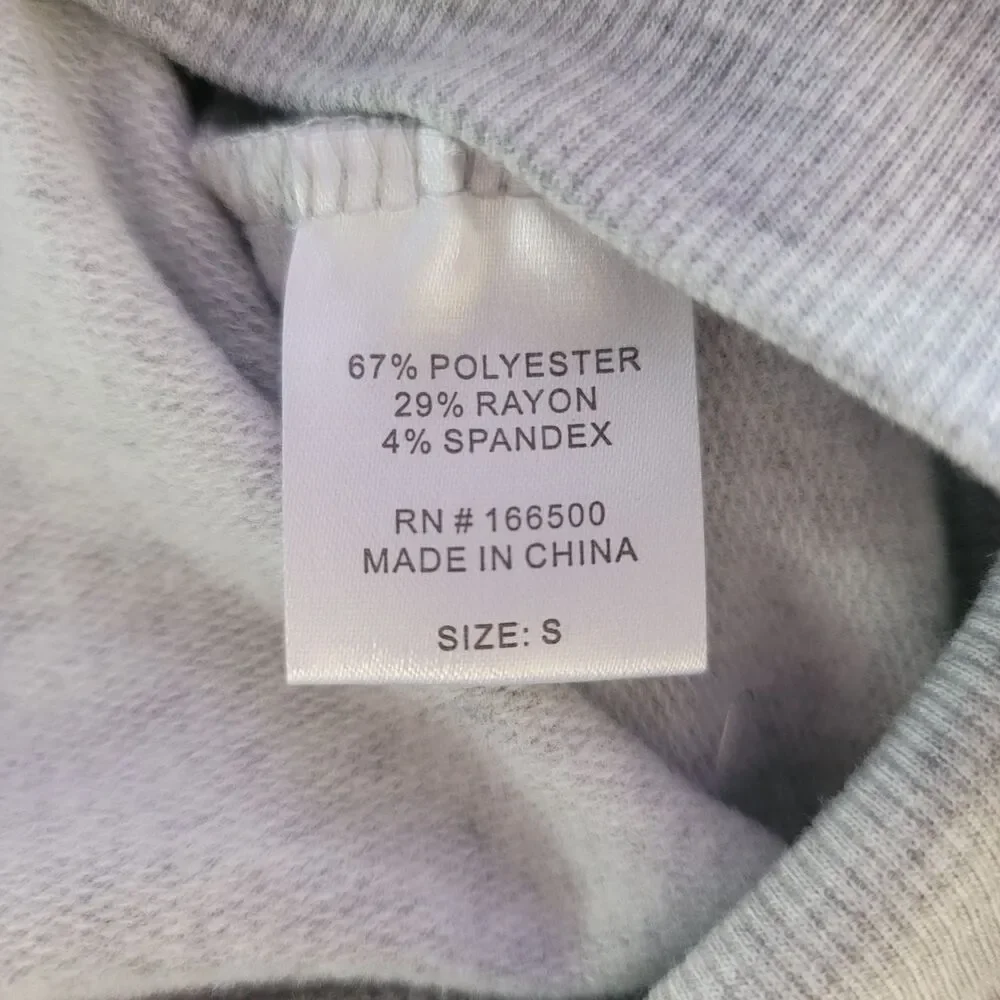 67% POLYESTER
29% RAYON
4% SPANDEX
RN # 166500
MADE IN CHINA
SIZE: S